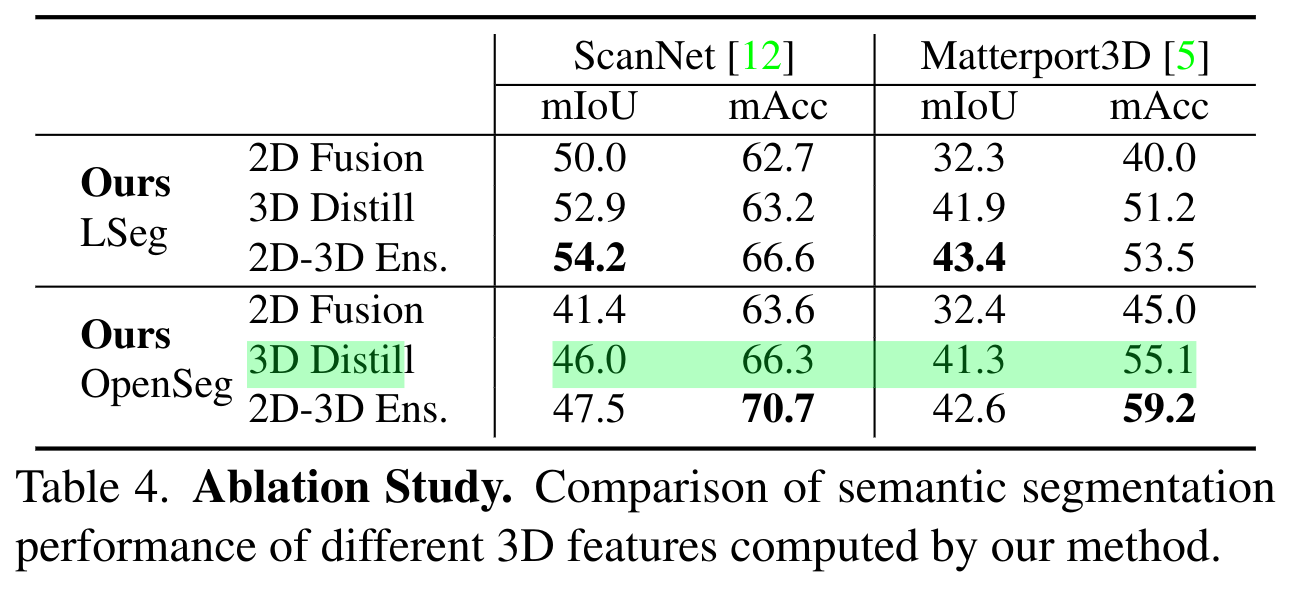 ScanNet [12] Matterport3D [5]
mIoU mAcc mIoU mAcc
Ours LSeg
2D Fusion 50.0 62.7 32.3 40.0
3D Distill 52.9 63.2 41.9 51.2
2D-3D Ens. 54.2 66.6 43.4 53.5
Ours OpenSeg
2D Fusion 41.4 63.6 32.4 45.0
3D Distill 46.0 66.3 41.3 55.1
2D-3D Ens. 47.5 70.7 42.6 59.2
Table 4. Ablation Study. Comparison of semantic segmentation
performance of different 3D features computed by our method.